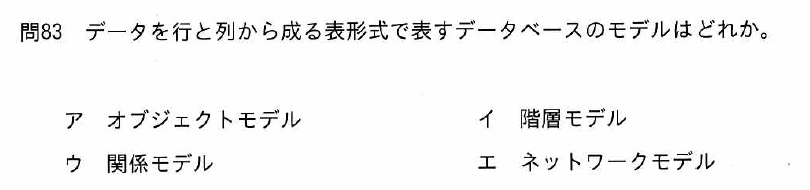 問83　データを行と列から成る表形式で表すデータベースのモデルはどれか。
ア　オブジェクトモデル　イ　階層モデル
ウ　関係モデル　エ　ネットワークモデル